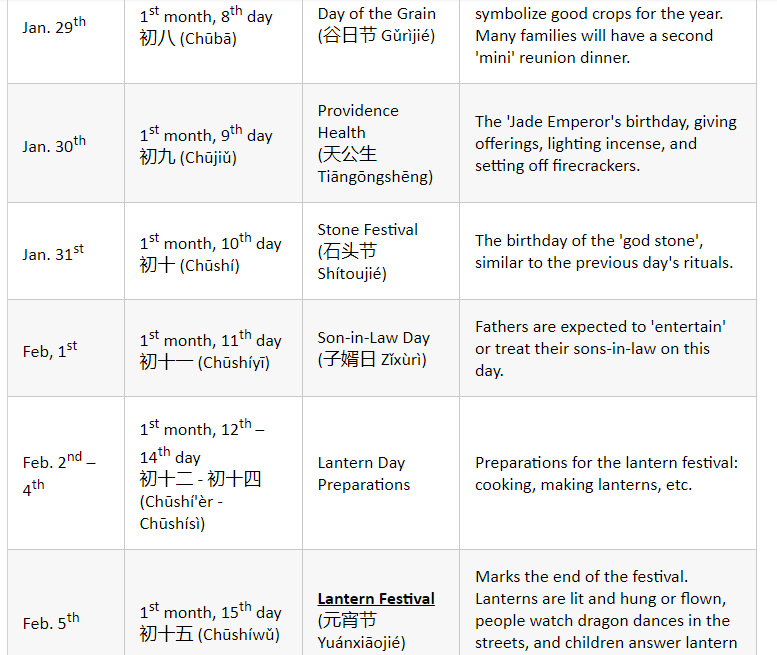 Jan. 29th
1st month, 8th day
初八 (Chūbā)
Day of the Grain
(谷日节 Gǔrìjié)
symbolize good crops for the year.
Many families will have a second
'mini' reunion dinner.
Jan. 30th
1st month, 9th day
初九 (Chūjiǔ)
Providence
Health
(天公生
Tiāngōngshēng)
The 'Jade Emperor's birthday, giving
offerings, lighting incense, and
setting off firecrackers.
Jan. 31st
1st month, 10th day
初十 (Chūshí)
Stone Festival
(石头节
Shítoujié)
The birthday of the 'god stone',
similar to the previous day's rituals.
Feb, 1st
1st month, 11th day
初十一 (Chūshíyī)
Son-in-Law Day
(子婿日 Zǐxùrì)
Fathers are expected to 'entertain'
or treat their sons-in-law on this
day.
Feb. 2nd –
4th
1st month, 12th –
14th day
初十二 - 初十四
(Chūshí'èr -
Chūshísì)
Lantern Day
Preparations
Preparations for the lantern festival:
cooking, making lanterns, etc.
Feb. 5th
1st month, 15th day
初十五 (Chūshíwǔ)
Lantern Festival
(元宵节
Yuánxiāojié)
Marks the end of the festival.
Lanterns are lit and hung or flown,
people watch dragon dances in the
streets, and children answer lantern